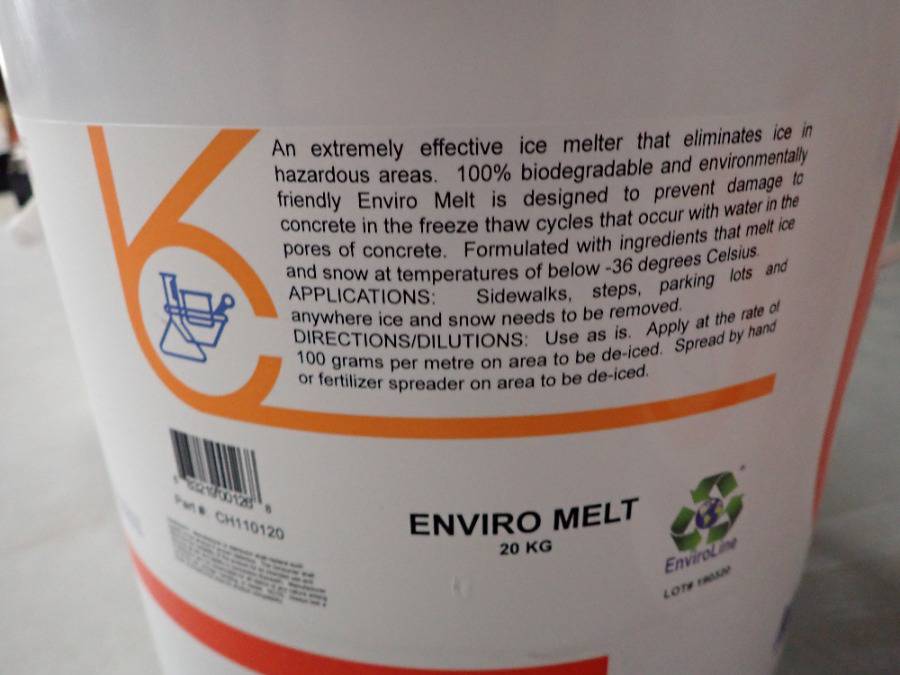 An extremely effective ice melter that eliminates ice in
hazardous areas. 100% biodegradable and environmentally
friendly Enviro Melt is designed to prevent damage to
concrete in the freeze thaw cycles that occur with water in the
pores of concrete. Formulated with ingredients that melt ice
and snow at temperatures of below -36 degrees Celsius.
APPLICATIONS: Sidewalks, steps, parking lots and
anywhere ice and snow needs to be removed.
DIRECTIONS/DILUTIONS: Use as is. Apply at the rate of
100 grams per metre on area to be de-iced. Spread by hand
or fertilizer spreader on area to be de-iced.
Part #: CH110120
ENVIRO MELT
20 KG
EnviroLine
LOT#